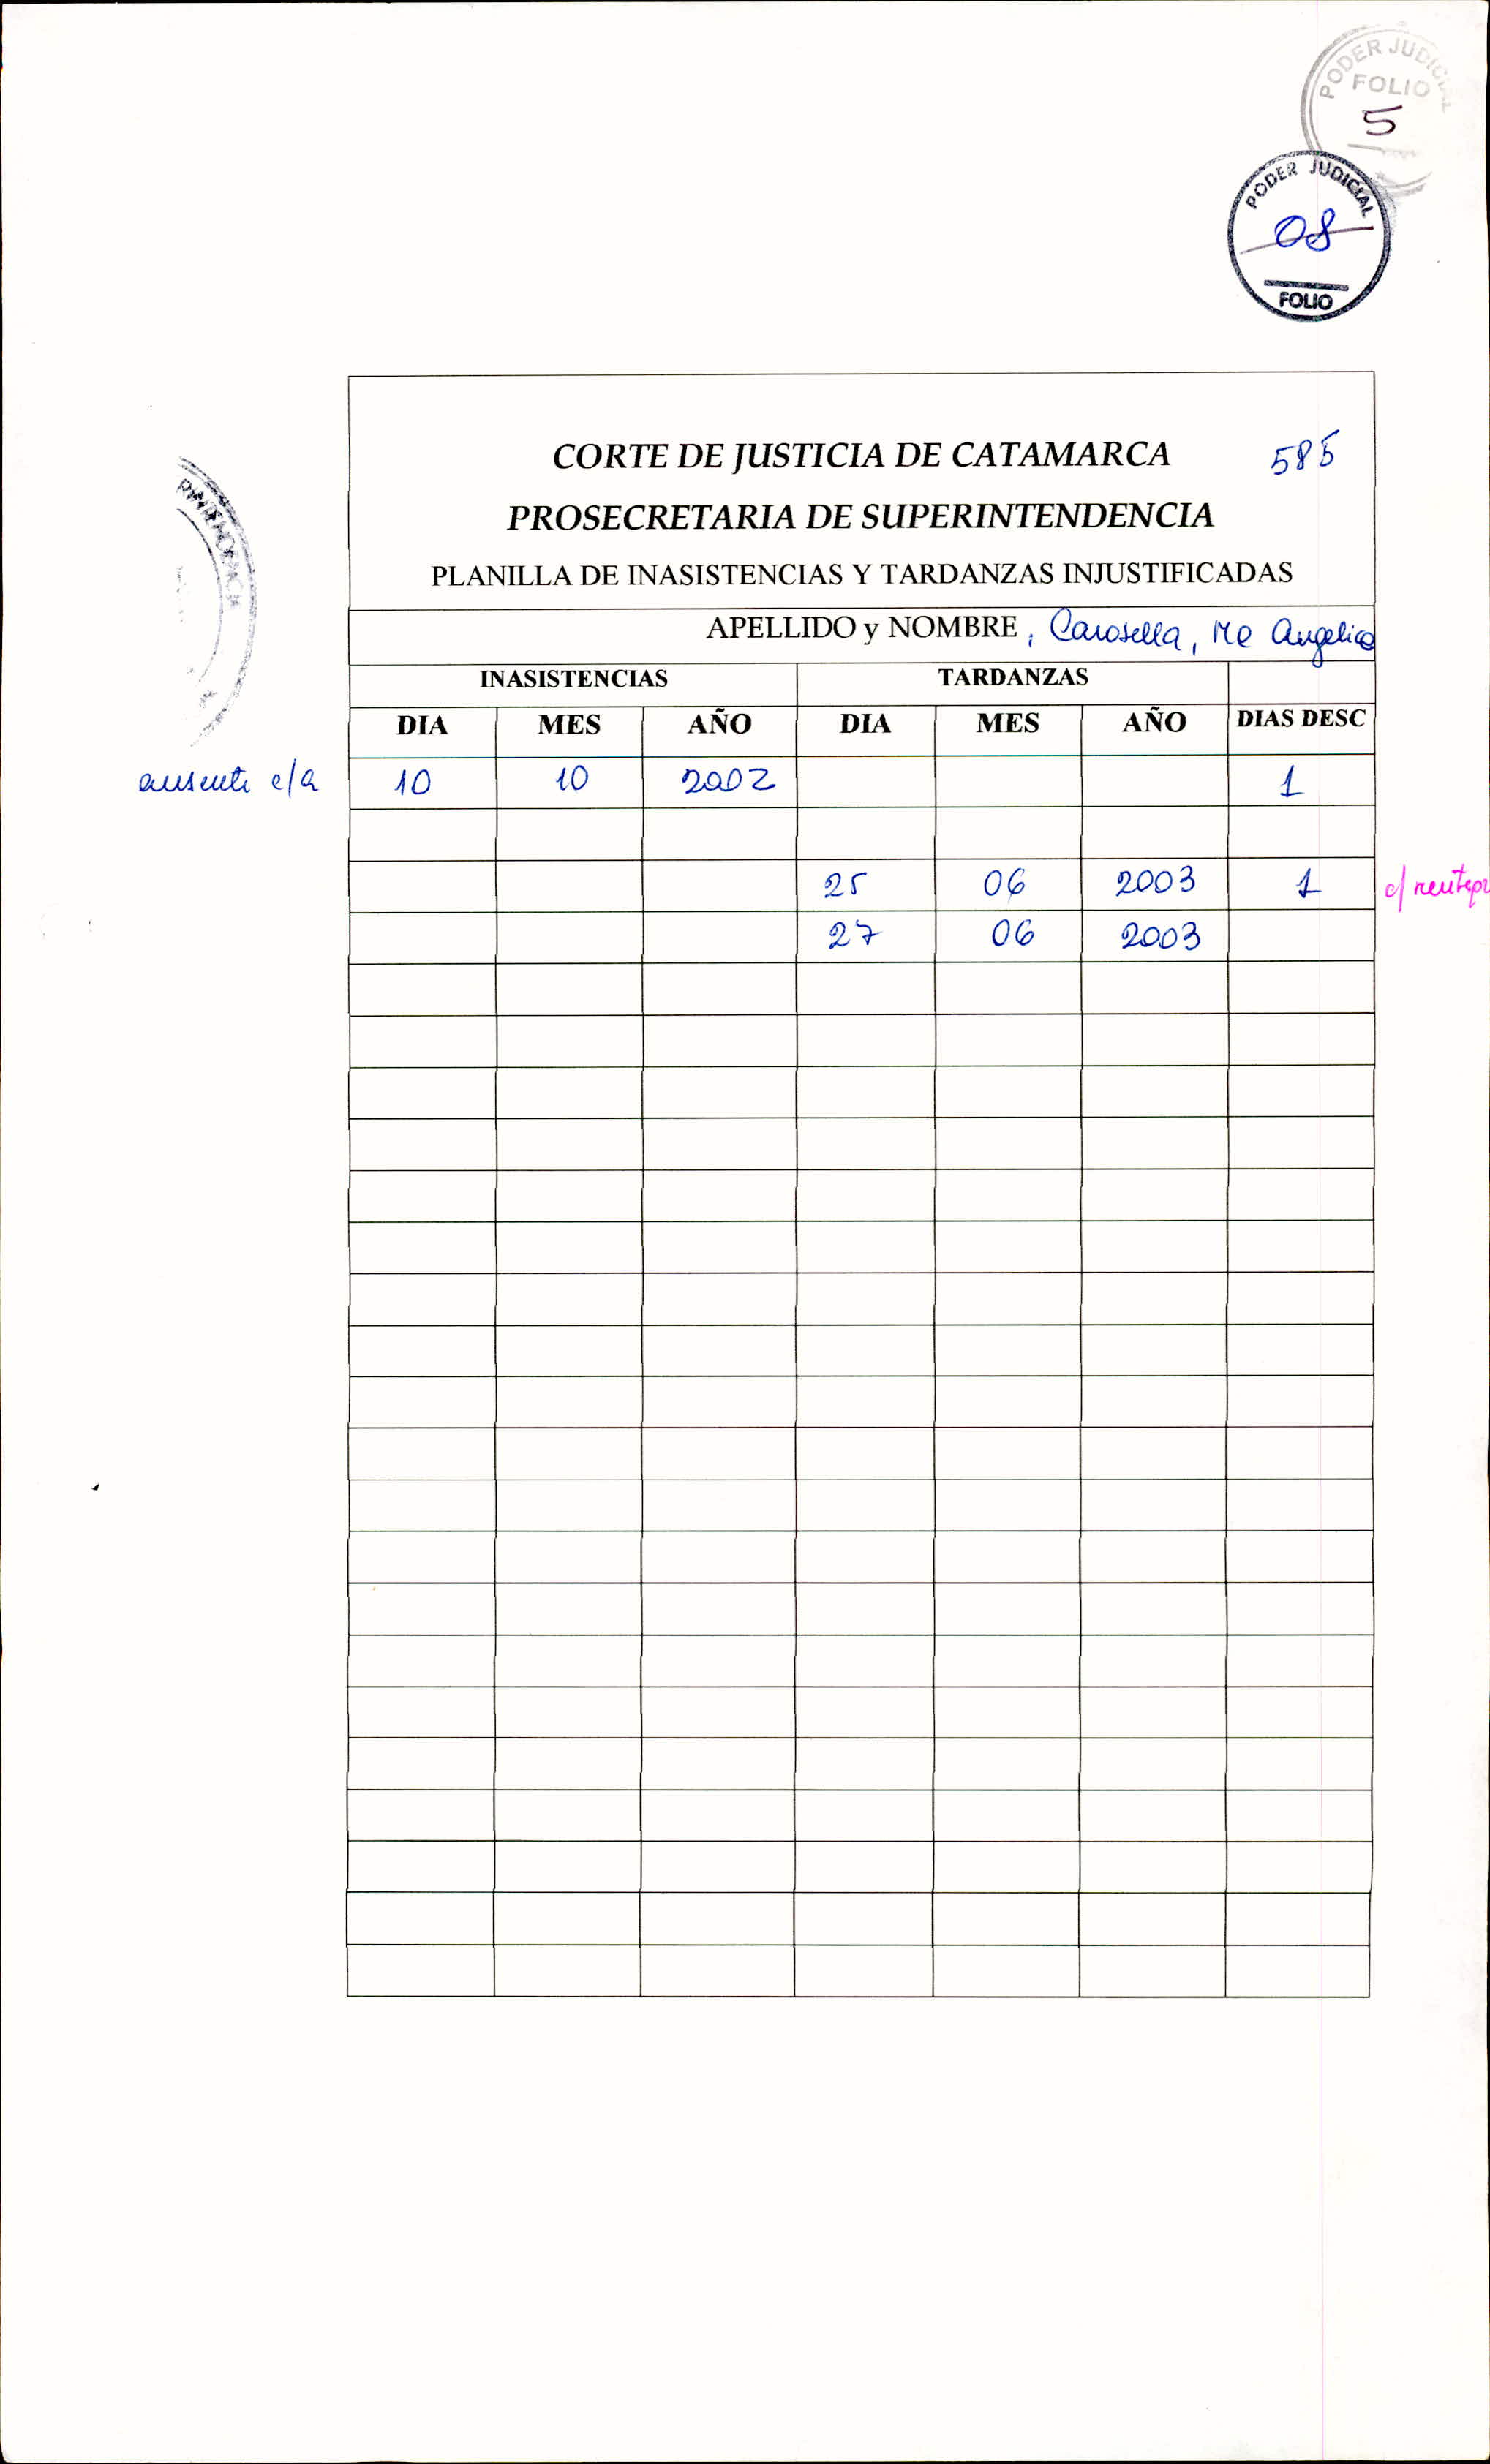 PODER JUDICIAL
FOLIO
5
PODER JUDICIAL
08
FOLIO
CORTE DE JUSTICIA DE CATAMARCA 585
PROSECRETARIA DE SUPERINTENDENCIA
PLANILLA DE INASISTENCIAS Y TARDANZAS INJUSTIFICADAS
APELLIDO y NOMBRE : Carosella, Ma Angelica
INASISTENCIAS TARDANZAS
DIA MES AÑO DIA MES AÑO DIAS DESC
ausente c/a 10 10 2002 1
25 06 2003 1 c/
27 06 2003